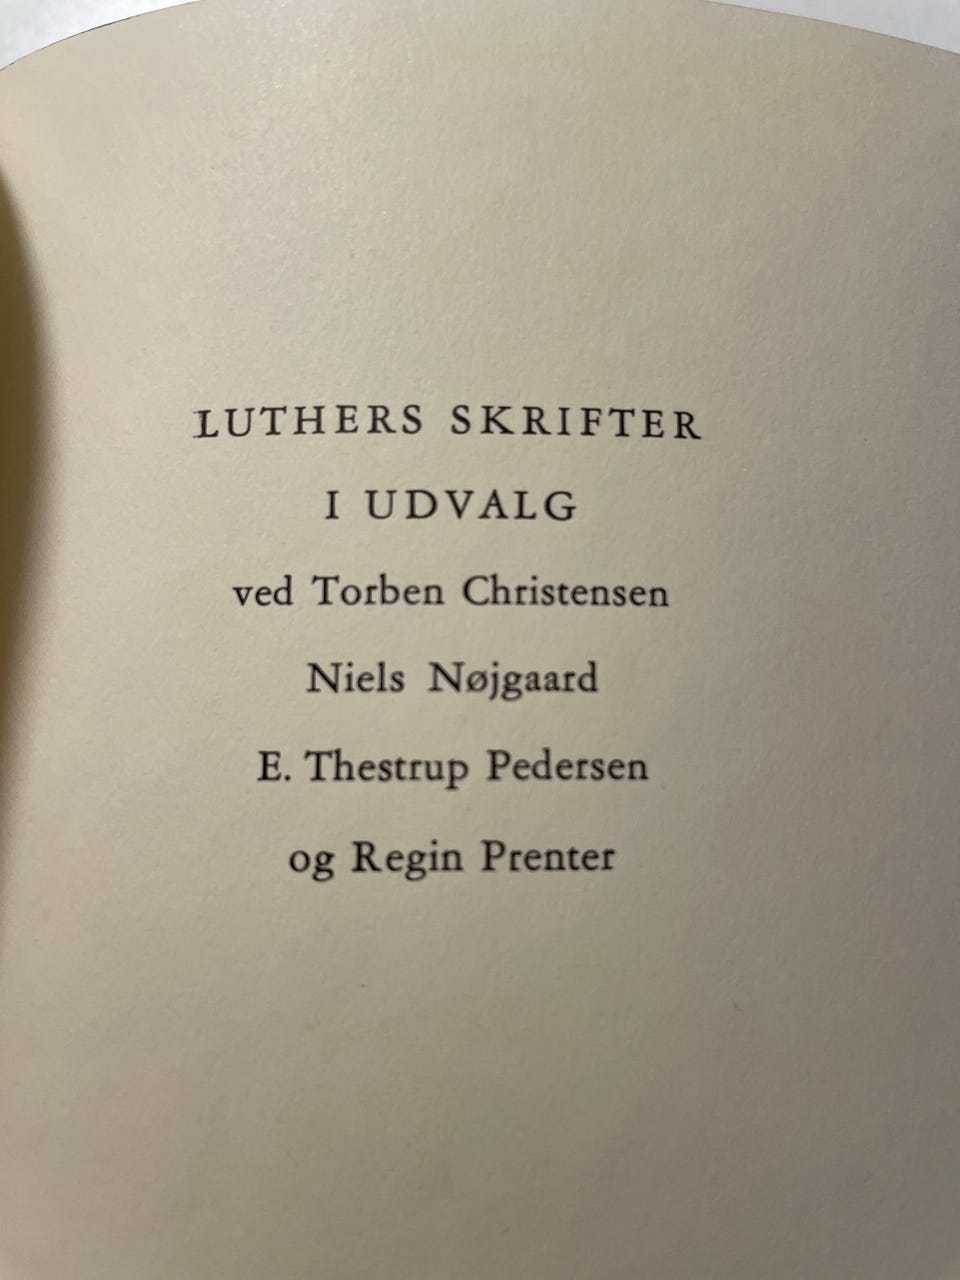 LUTHERS SKRIFTER
I UDVALG
ved Torben Christensen
Niels Nøjgaard
E. Thestrup Pedersen
og Regin Prenter